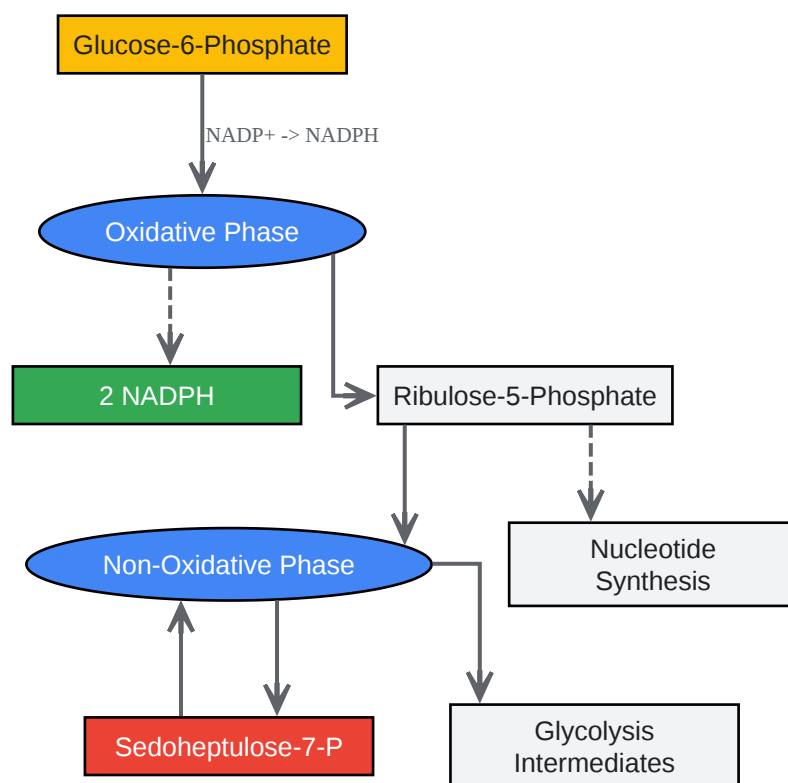 Glucose-6-Phosphate
NADP+ -> NADPH
Oxidative Phase
2 NADPH
Ribulose-5-Phosphate
Non-Oxidative Phase
Nucleotide
Synthesis
Sedoheptulose-7-P
Glycolysis
Intermediates